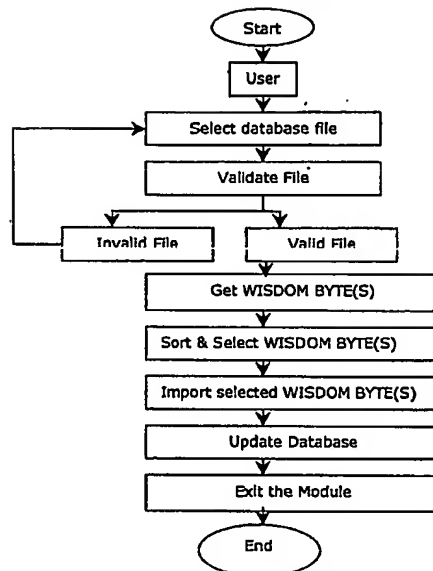 Start
User
Select database file
Validate File
Invalid File
Valid File
Get WISDOM BYTE(S)
Sort & Select WISDOM BYTE(S)
Import selected WISDOM BYTE(S)
Update Database
Exit the Module
End